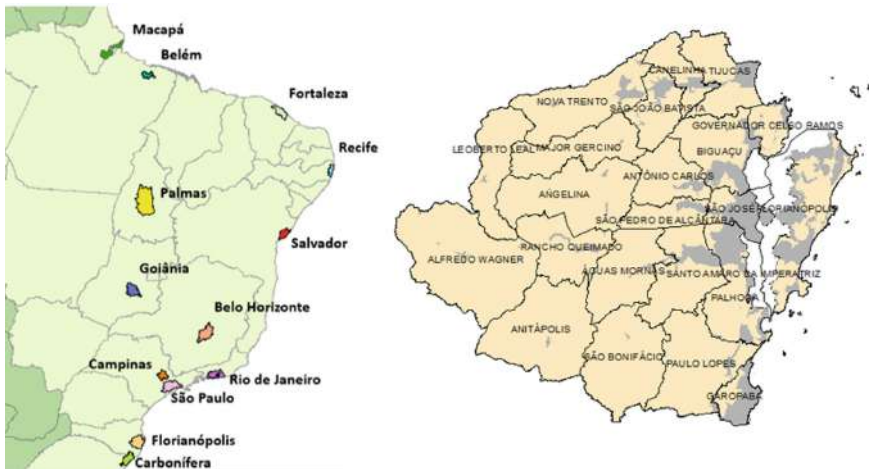 Macapá
Belém
Fortaleza
Recife
Palmas
Salvador
Goiânia
Belo Horizonte
Campinas
Rio de Janeiro
São Paulo
Florianópolis
Carbonífera
CANELINHA TIJUCAS
NOVA TRENTO
SÃO JOÃO BATISTA
GOVERNADOR CELSO RAMOS
LEOBERTO LEAL MAJOR GERCINO
BIGUAÇU
ANTÔNIO CARLOS
ANGELINA
SÃO JOSÉ FLORIANÓPOLIS
SÃO PEDRO DE ALCÂNTARA
RANCHO QUEIMADO
ALFREDO WAGNER
ÁGUAS MORNAS
SANTO AMARO DA IMPERATRIZ
PALHOÇA
ANITÁPOLIS
SÃO BONIFÁCIO
PAULO LOPES
GAROPABA